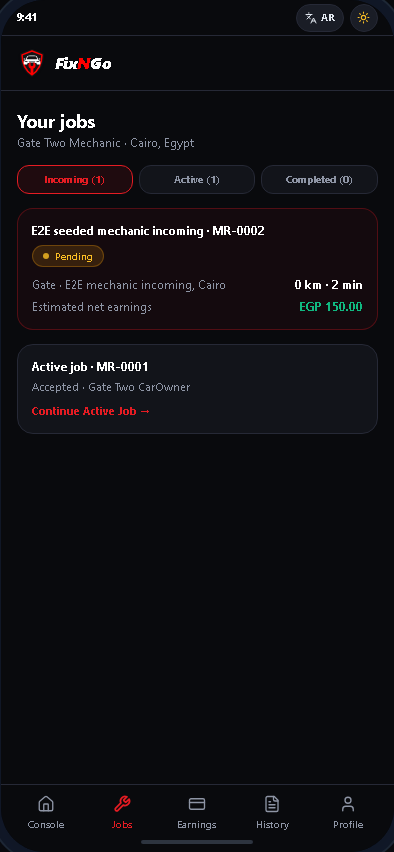 9:41
AR
FixNGo
Your jobs
Gate Two Mechanic · Cairo, Egypt
Incoming (1)
Active (1)
Completed (0)
E2E seeded mechanic incoming · MR-0002
Pending
Gate · E2E mechanic incoming, Cairo
0 km · 2 min
Estimated net earnings
EGP 150.00
Active job · MR-0001
Accepted · Gate Two CarOwner
Continue Active Job →
Console
Jobs
Earnings
History
Profile